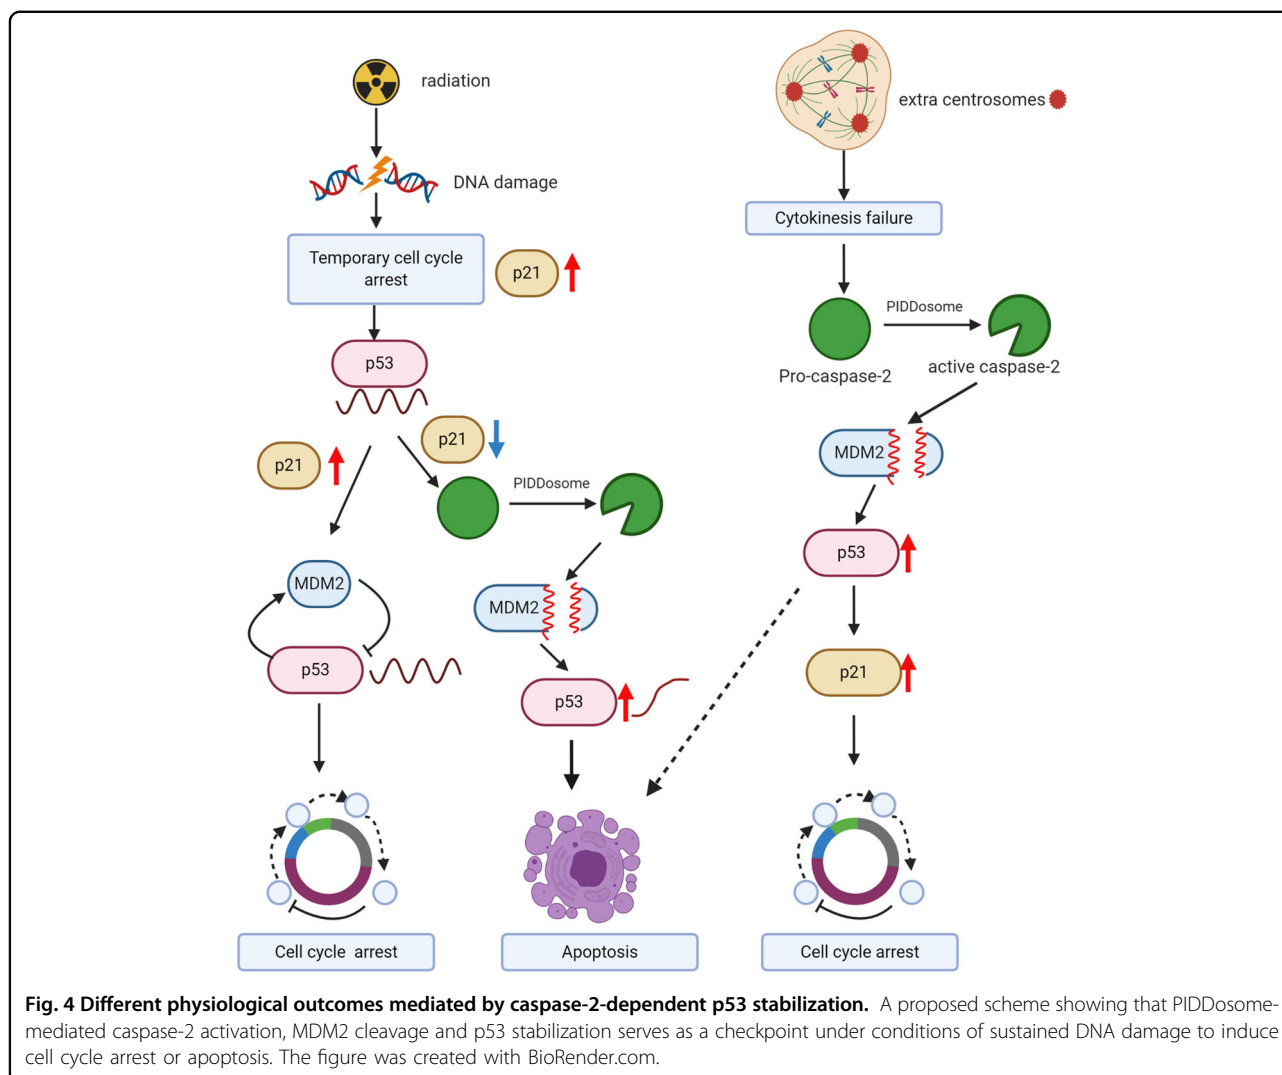 radiation
DNA damage
Temporary cell cycle
arrest
p21
p53
p21
p21
PIDDosome
MDM2
MDM2
p53
p53
Cell cycle arrest
Apoptosis
extra centrosomes
Cytokinesis failure
PIDDosome
Pro-caspase-2
active caspase-2
MDM2
p53
p21
Cell cycle arrest
Fig. 4 Different physiological outcomes mediated by caspase-2-dependent p53 stabilization. A proposed scheme showing that PIDDosome-
mediated caspase-2 activation, MDM2 cleavage and p53 stabilization serves as a checkpoint under conditions of sustained DNA damage to induce
cell cycle arrest or apoptosis. The figure was created with BioRender.com.